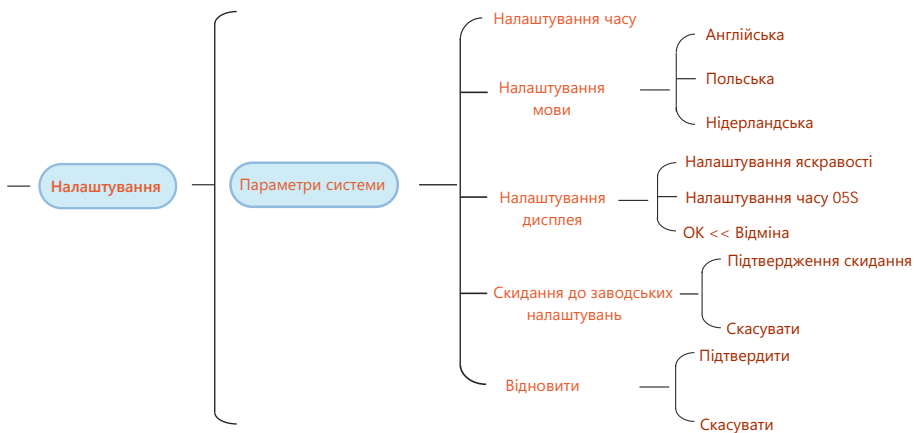 Налаштування
Параметри системи
Налаштування часу
Налаштування
мови
Англійська
Польська
Нідерландська
Налаштування
дисплея
Налаштування яскравості
Налаштування часу 05S
OK << Відміна
Скидання до заводських
налаштувань
Підтвердження скидання
Скасувати
Відновити
Підтвердити
Скасувати